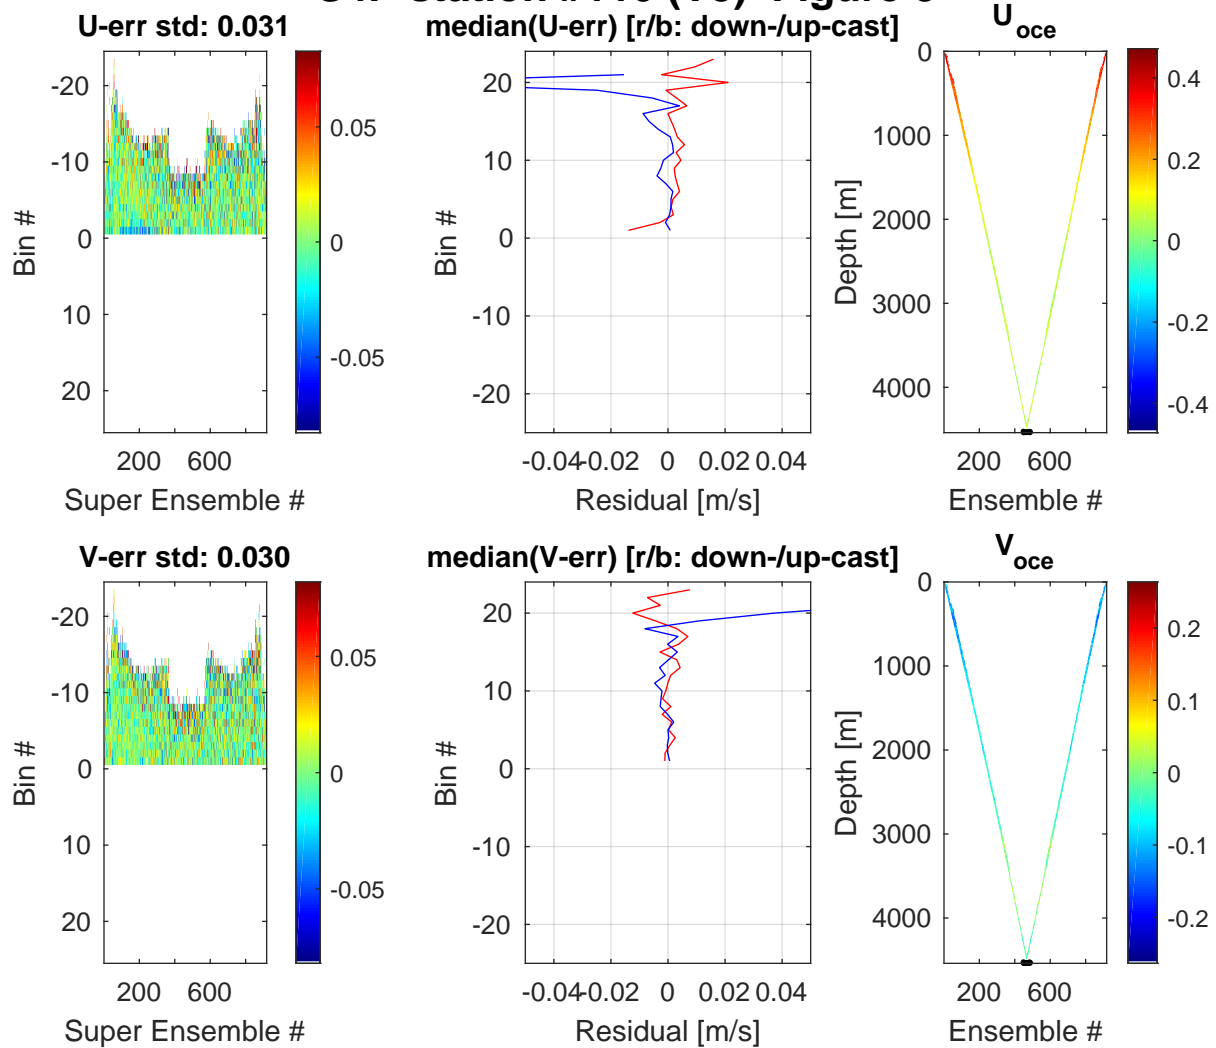 U-err std: 0.031
-20
-10
0
10
20
Bin #
200 600
Super Ensemble #
0.05
0
-0.05
median(U-err) [r/b: down-/up-cast]
20
10
0
-10
-20
Bin #
-0.04 -0.02 0 0.02 0.04
Residual [m/s]
Uoce
0
1000
2000
3000
4000
Depth [m]
200 600
Ensemble #
0.4
0.2
0
-0.2
-0.4
V-err std: 0.030
-20
-10
0
10
20
Bin #
200 600
Super Ensemble #
0.05
0
-0.05
median(V-err) [r/b: down-/up-cast]
20
10
0
-10
-20
Bin #
-0.04 -0.02 0 0.02 0.04
Residual [m/s]
Voce
0
1000
2000
3000
4000
Depth [m]
200 600
Ensemble #
0.2
0.1
0
-0.1
-0.2